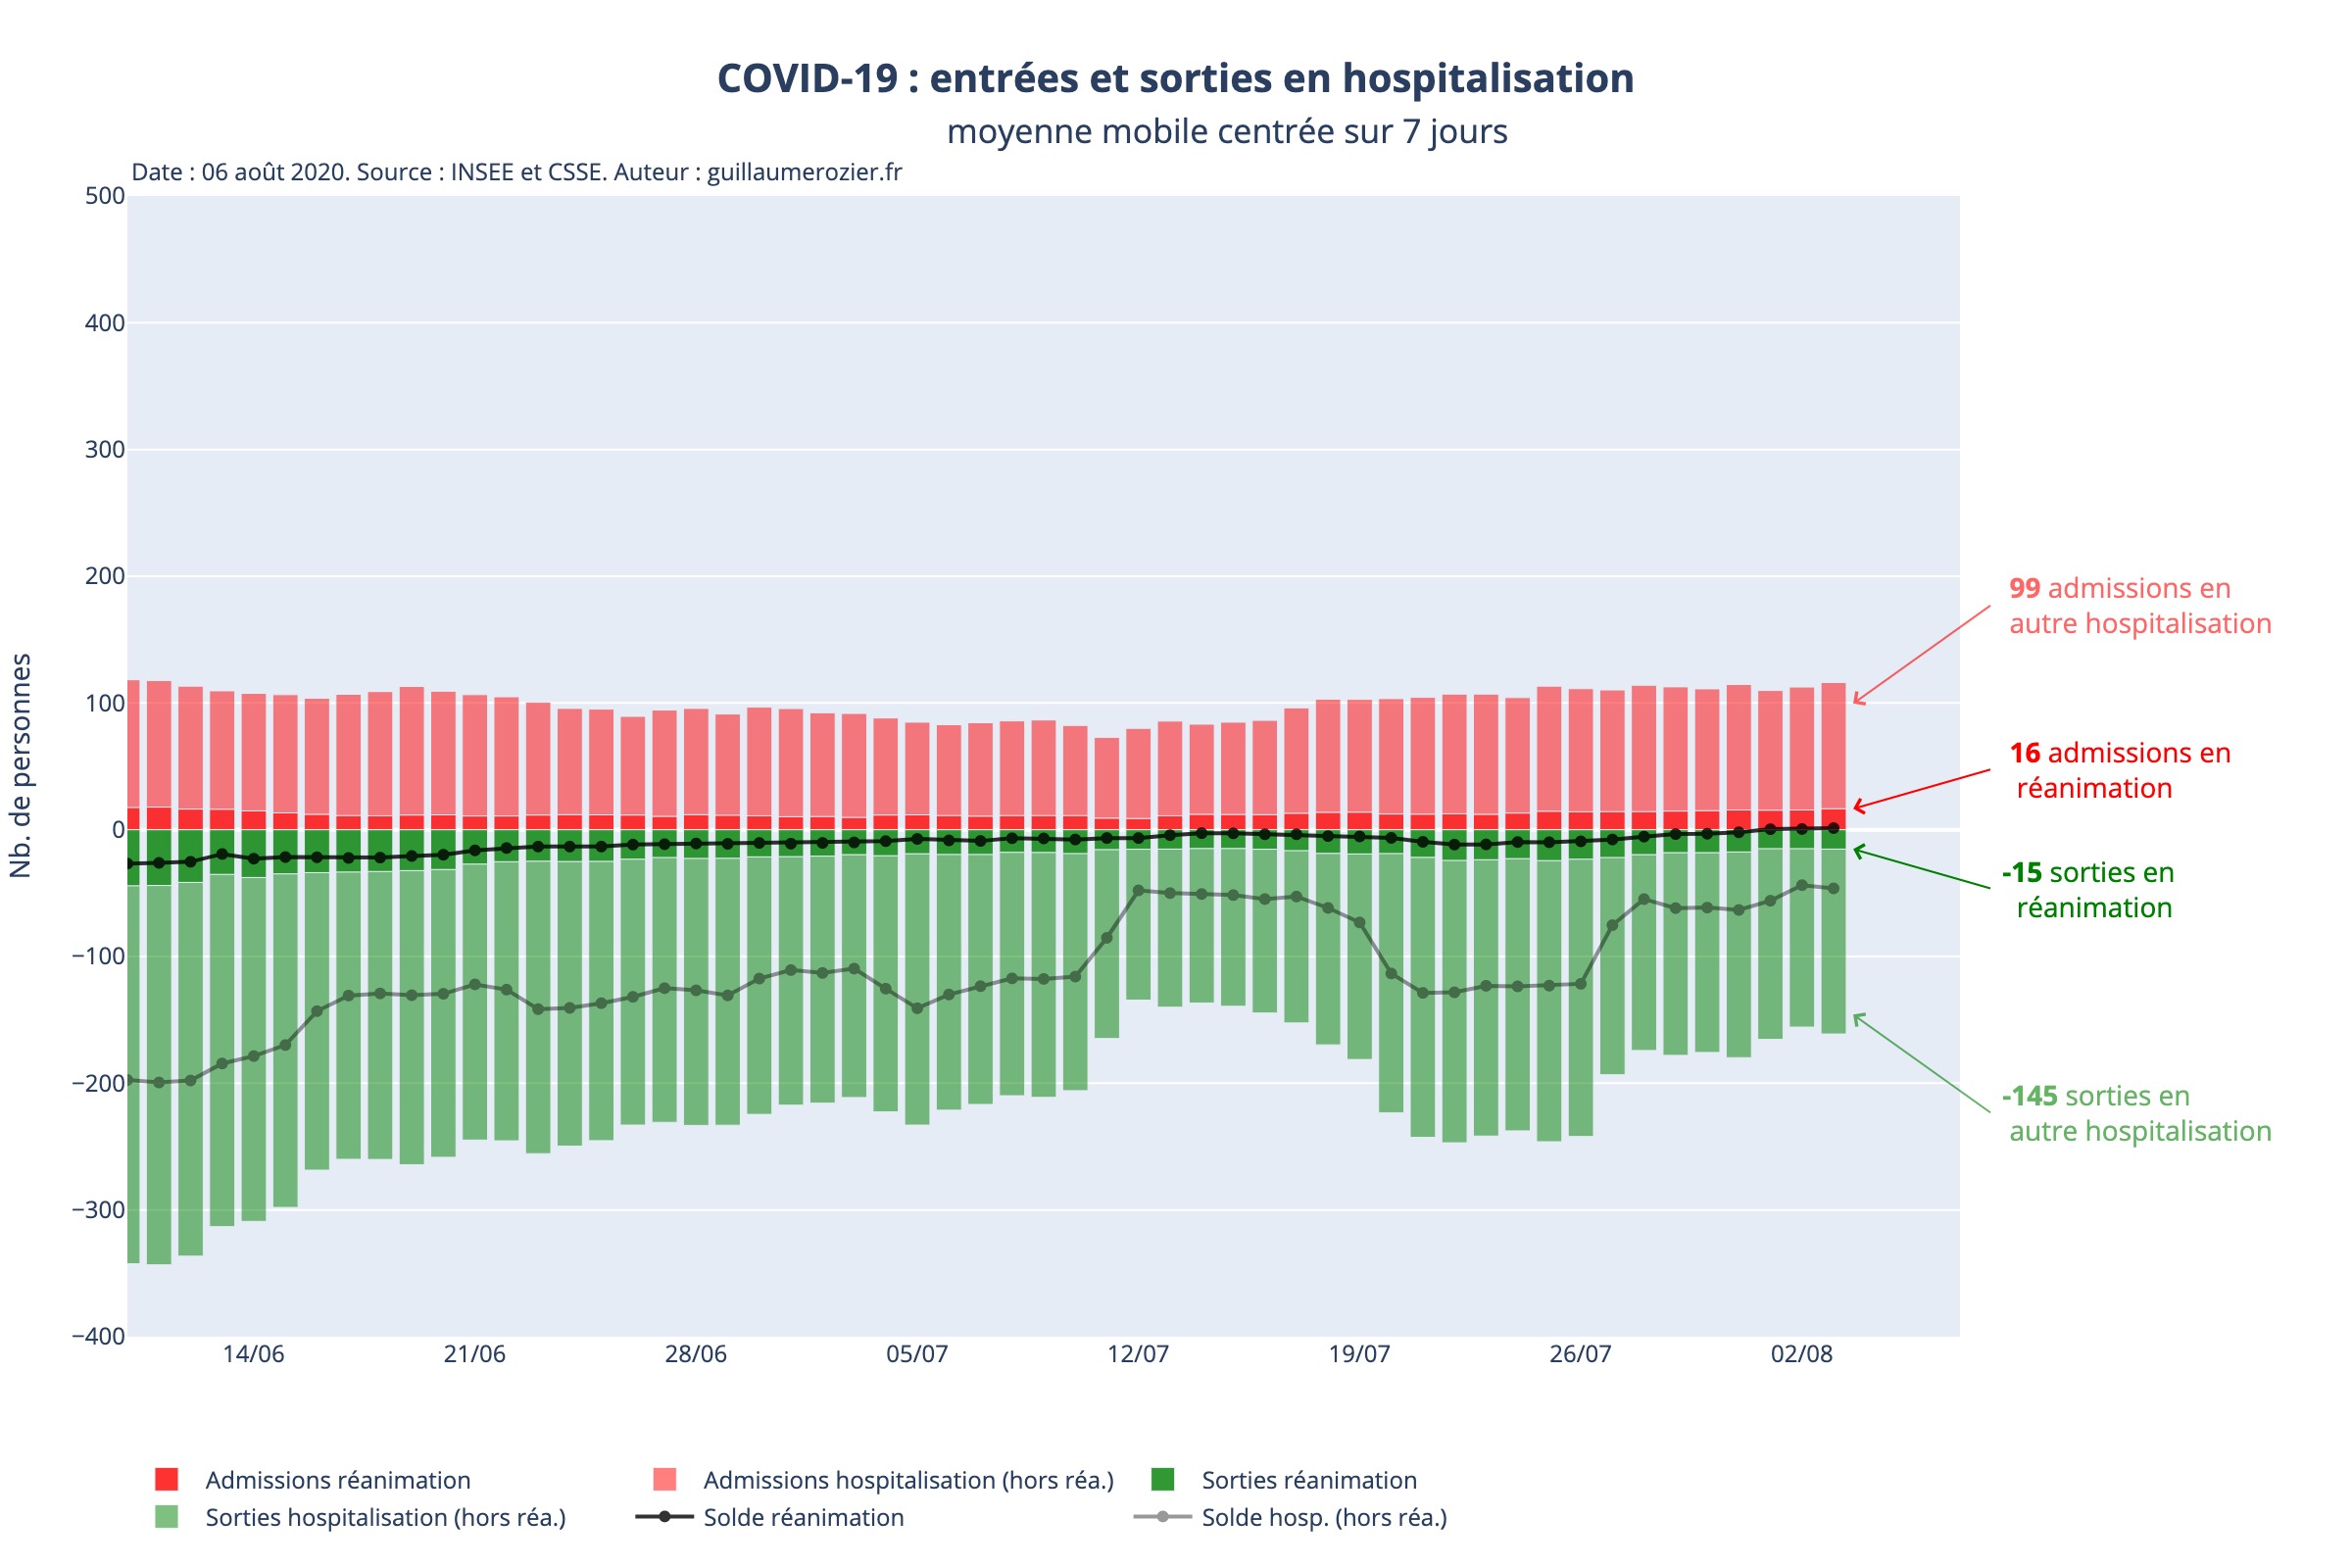 COVID-19 : entrées et sorties en hospitalisation
moyenne mobile centrée sur 7 jours
Date : 06 août 2020. Source : INSEE et CSSE. Auteur : guillaumerozier.fr
Nb. de personnes
500
400
300
200
100
0
−100
−200
−300
−400
14/06
21/06
28/06
05/07
12/07
19/07
26/07
02/08
99 admissions en
autre hospitalisation
16 admissions en
réanimation
-15 sorties en
réanimation
-145 sorties en
autre hospitalisation
Admissions réanimation
Admissions hospitalisation (hors réa.)
Sorties réanimation
Sorties hospitalisation (hors réa.)
Solde réanimation
Solde hosp. (hors réa.)